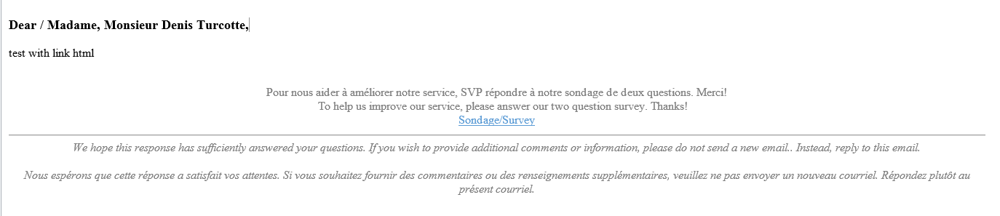 Dear / Madame, Monsieur Denis Turcotte,
test with link html
Pour nous aider à améliorer notre service, SVP répondre à notre sondage de deux questions. Merci!
To help us improve our service, please answer our two question survey. Thanks!
Sondage/Survey
We hope this response has sufficiently answered your questions. If you wish to provide additional comments or information, please do not send a new email.. Instead, reply to this email.
Nous espérons que cette réponse a satisfait vos attentes. Si vous souhaitez fournir des commentaires ou des renseignements supplémentaires, veuillez ne pas envoyer un nouveau courriel. Répondez plutôt au
présent courriel.